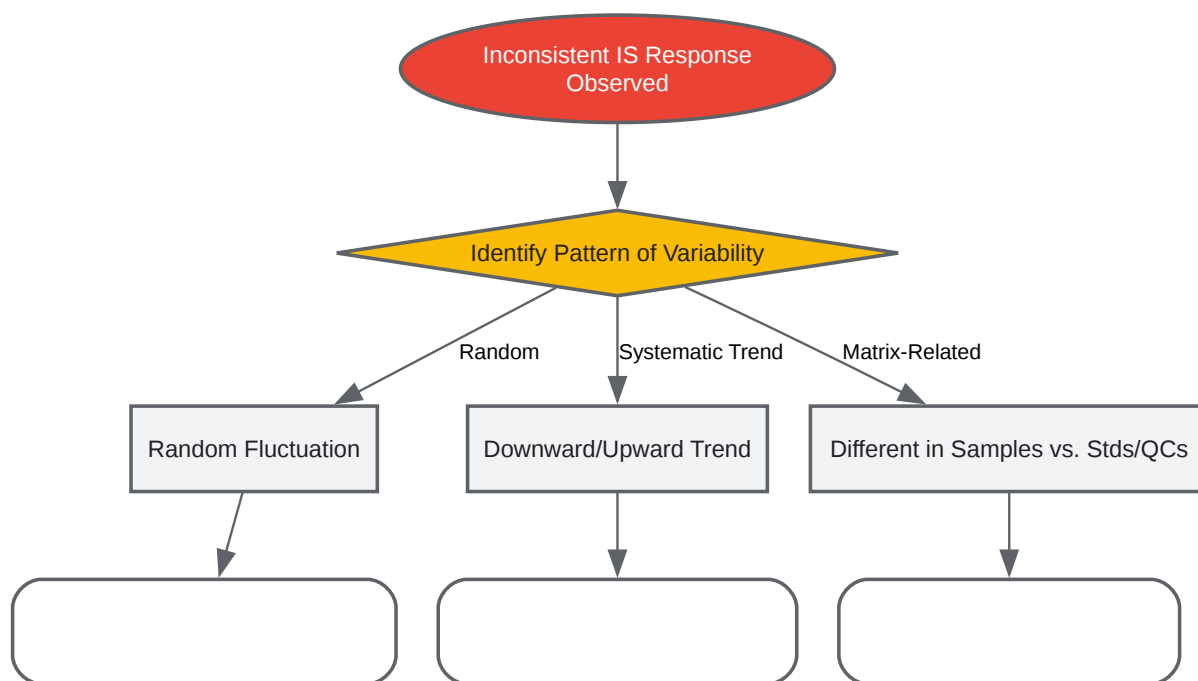 Inconsistent IS Response
Observed
Identify Pattern of Variability
Random
Systematic Trend
Matrix-Related
Random Fluctuation
Downward/Upward Trend
Different in Samples vs. Stds/QCs